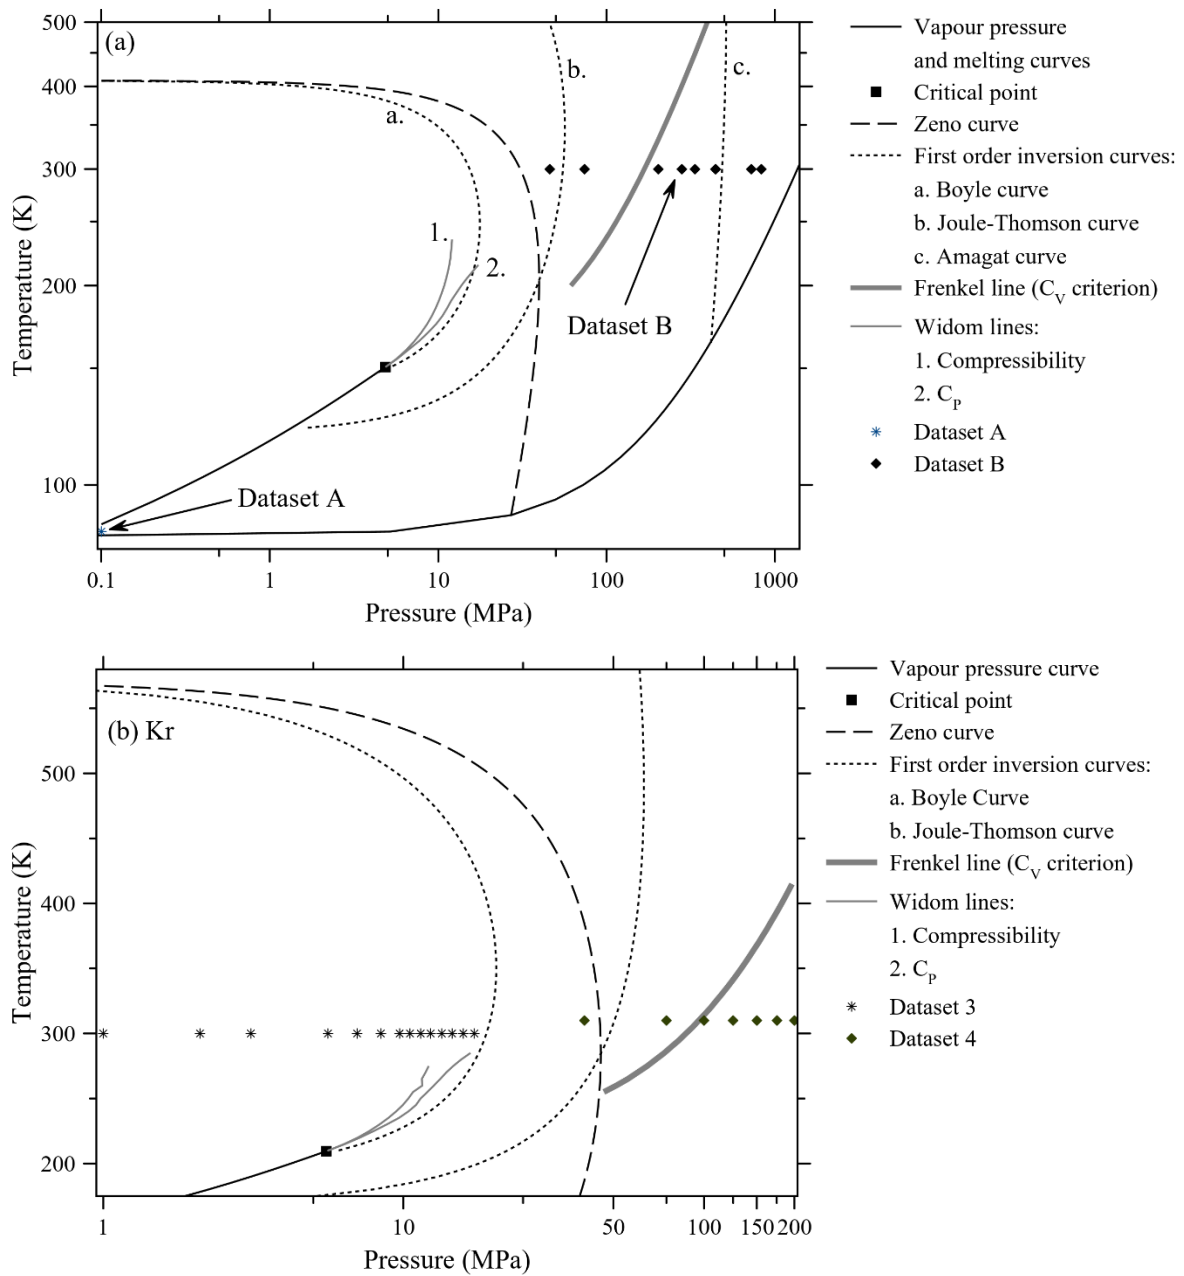 (a)
500
400
300
200
100
Temperature (K)
a.
b.
c.
1.
2.
Dataset B
Dataset A
0.1
1
10
100
1000
Pressure (MPa)
Vapour pressure
and melting curves
Critical point
Zeno curve
First order inversion curves:
a. Boyle curve
b. Joule-Thomson curve
c. Amagat curve
Frenkel line (CV criterion)
Widom lines:
1. Compressibility
2. CP
Dataset A
Dataset B
(b) Kr
500
400
300
200
Temperature (K)
1
10
50
100
150
200
Pressure (MPa)
Vapour pressure curve
Critical point
Zeno curve
First order inversion curves:
a. Boyle Curve
b. Joule-Thomson curve
Frenkel line (CV criterion)
Widom lines:
1. Compressibility
2. CP
Dataset 3
Dataset 4